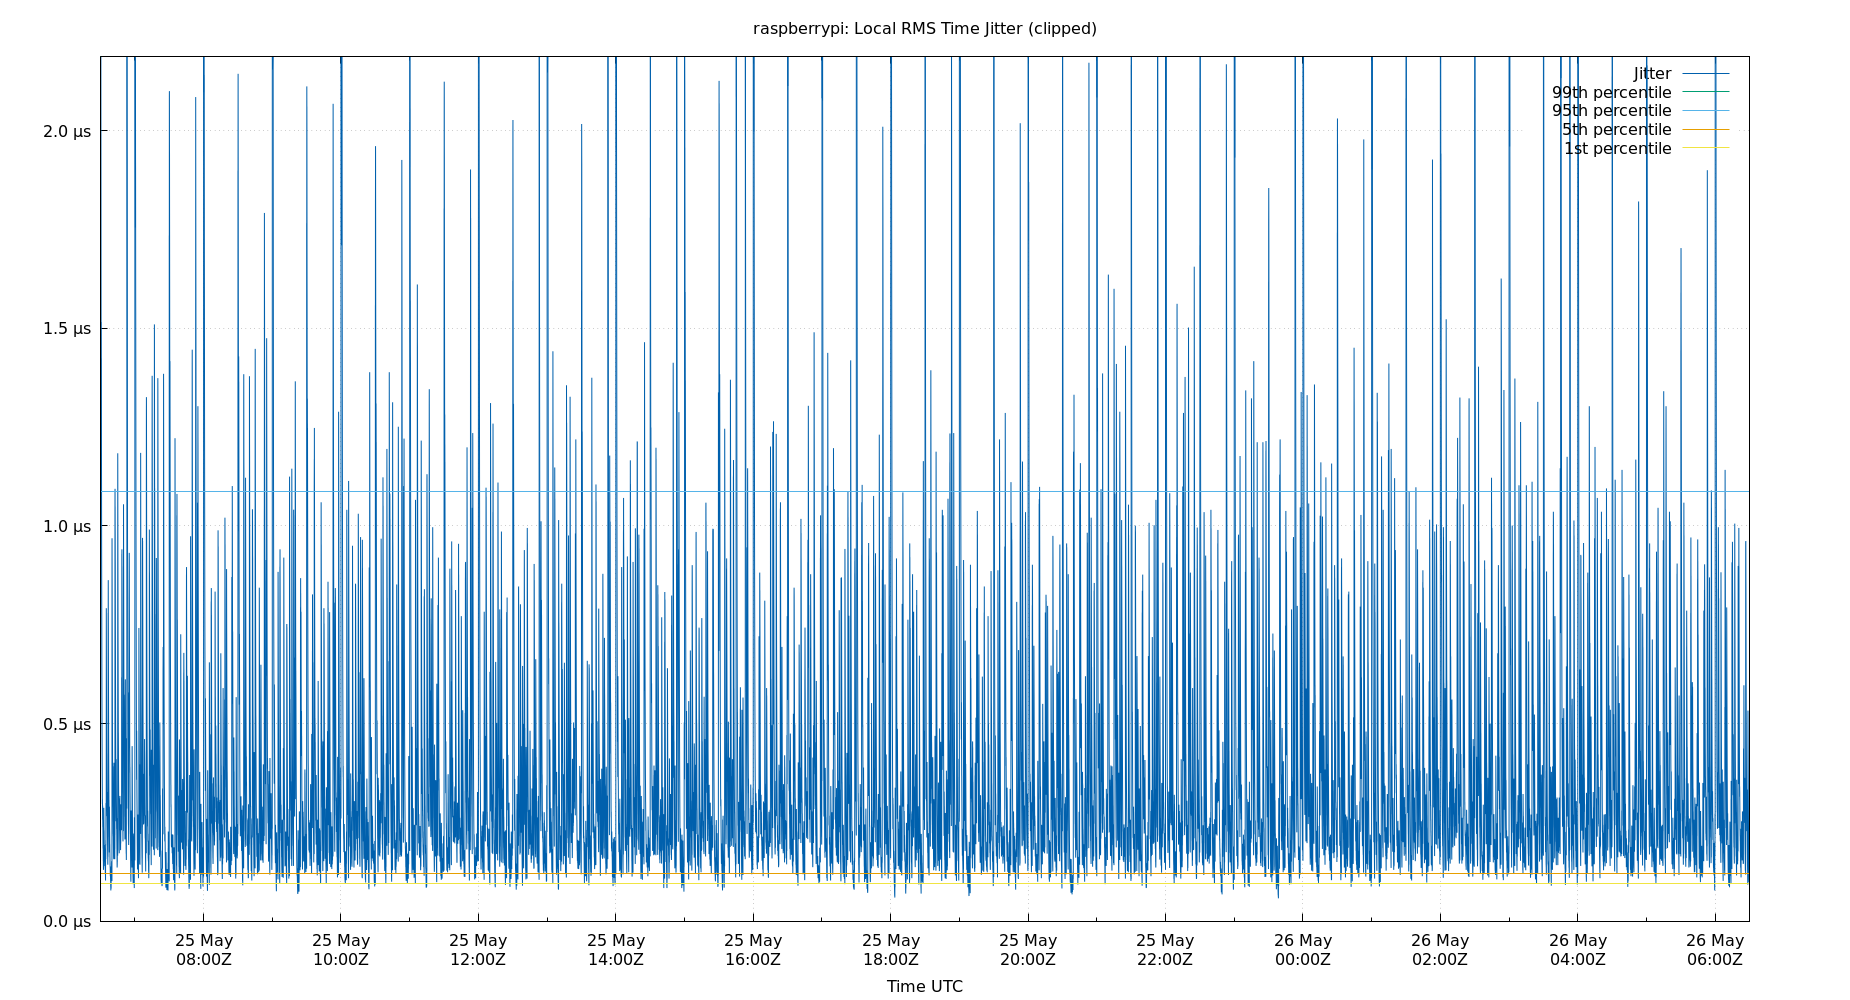 raspberrypi: Local RMS Time Jitter (clipped)
Jitter
99th percentile
95th percentile
5th percentile
1st percentile
2.0 µs
1.5 µs
1.0 µs
0.5 µs
0.0 µs
25 May 25 May 25 May 25 May 25 May 25 May 25 May 25 May 26 May 26 May 26 May 26 May
08:00Z 10:00Z 12:00Z 14:00Z 16:00Z 18:00Z 20:00Z 22:00Z 00:00Z 02:00Z 04:00Z 06:00Z
Time UTC